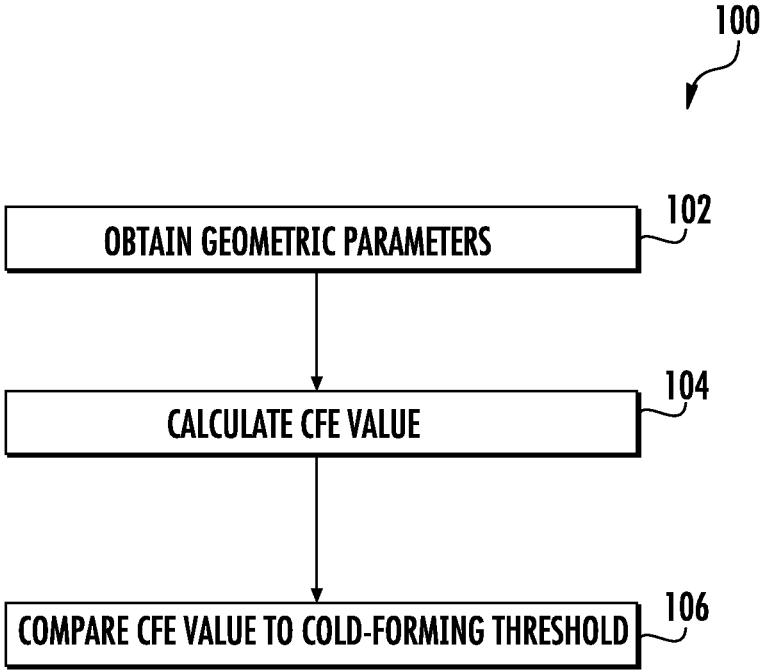 100
OBTAIN GEOMETRIC PARAMETERS
102
CALCULATE CFE VALUE
104
COMPARE CFE VALUE TO COLD-FORMING THRESHOLD
106